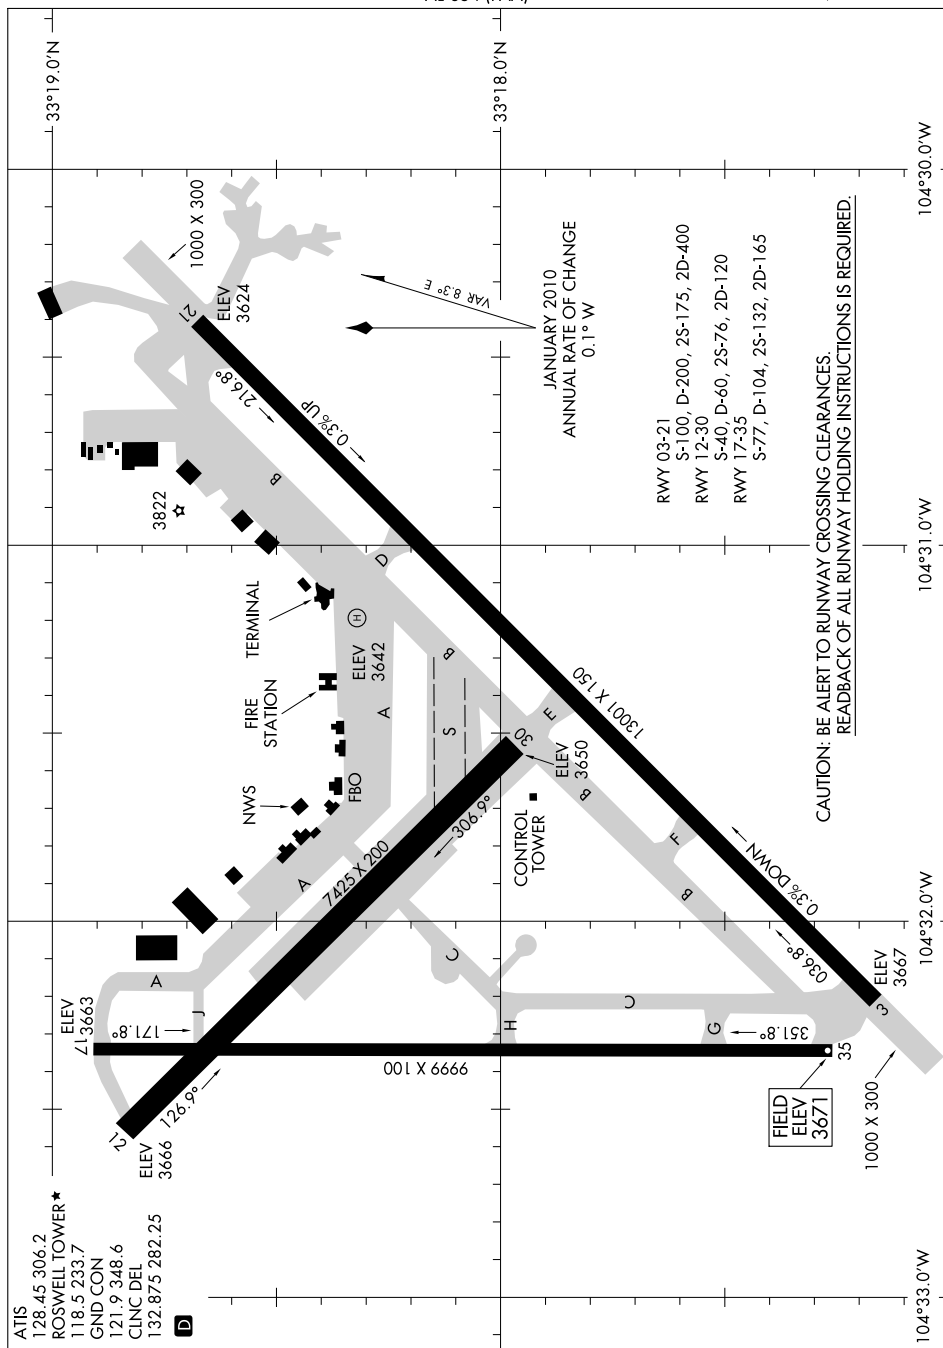 ATIS
128.45 306.2
ROSWELL TOWER★
118.5 233.7
GND CON
121.9 348.6
CLNC DEL
132.875 282.25
D
33°19.0'N
33°18.0'N
104°30.0'W
104°31.0'W
104°32.0'W
104°33.0'W
1000 X 300
21
ELEV
3624
216.8°
0.3% UP
VAR 8.3° E
JANUARY 2010
ANNUAL RATE OF CHANGE
0.1° W
3822
B
D
TERMINAL
H
ELEV
3642
FIRE
STATION
A
B
S
NWS
FBO
A
7425 X 200
306.9°
30
ELEV
3650
E
B
CONTROL
TOWER
13001 X 150
F
B
0.3% DOWN
036.8°
ELEV
3667
3
1000 X 300
A
J
ELEV
3663
17
171.8°
12
126.9°
ELEV
3666
C
C
H
G
9999 X 100
351.8°
35
FIELD
ELEV
3671
RWY 03-21
S-100, D-200, 2S-175, 2D-400
RWY 12-30
S-40, D-60, 2S-76, 2D-120
RWY 17-35
S-77, D-104, 2S-132, 2D-165
CAUTION: BE ALERT TO RUNWAY CROSSING CLEARANCES.
READBACK OF ALL RUNWAY HOLDING INSTRUCTIONS IS REQUIRED.